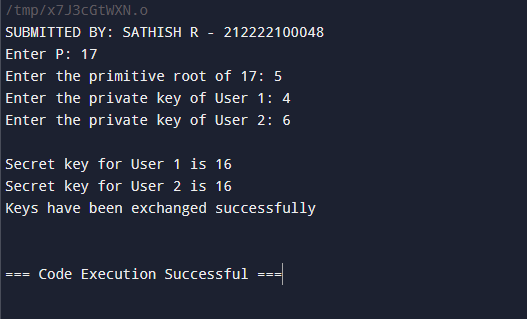 /tmp/x7J3cGtWXN.o
SUBMITTED BY: SATHISH R - 212222100048
Enter P: 17
Enter the primitive root of 17: 5
Enter the private key of User 1: 4
Enter the private key of User 2: 6
Secret key for User 1 is 16
Secret key for User 2 is 16
Keys have been exchanged successfully
=== Code Execution Successful ===